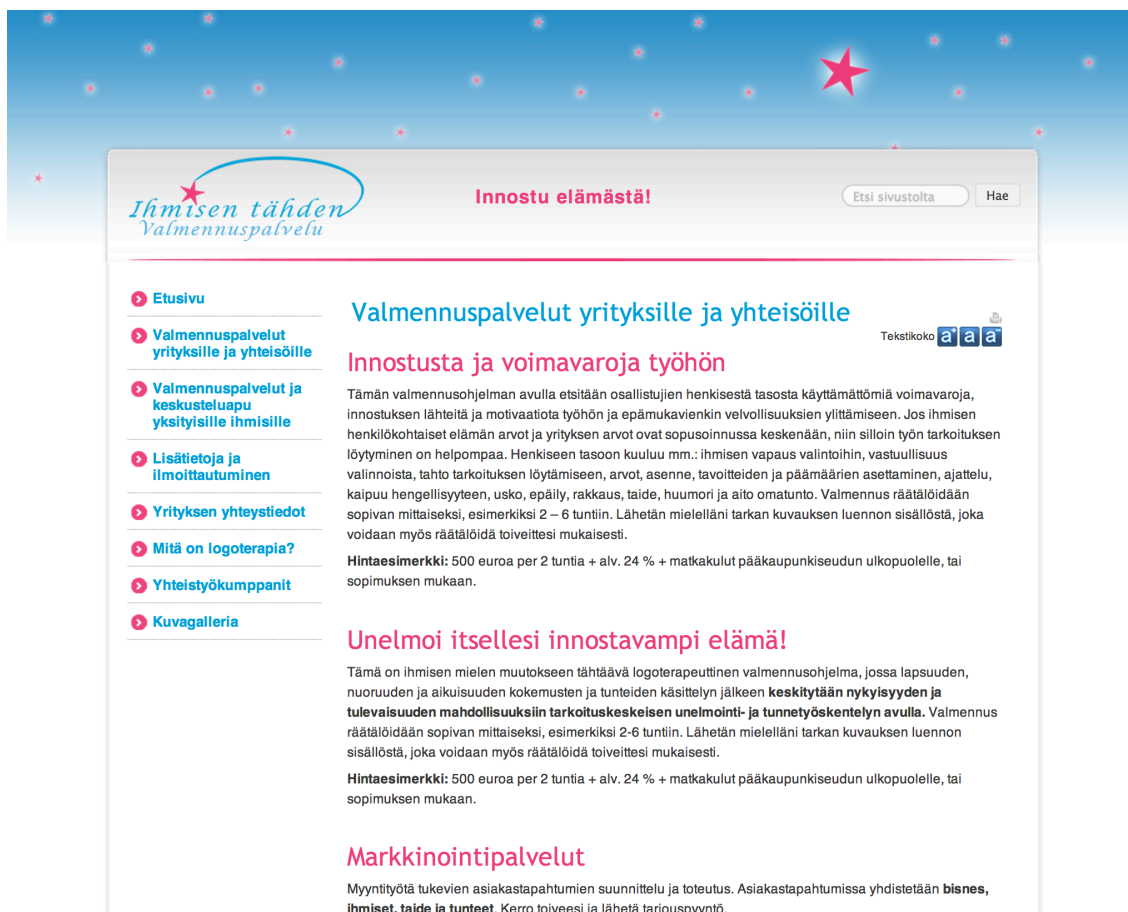 Ihmisen tähden
Valmennuspalvelu
Innostu elämästä!
Etsi sivustolta
Hae
Etusivu
Valmennuspalvelut
yrityksille ja yhteisöille
Valmennuspalvelut ja
keskusteluapu
yksityisille ihmisille
Lisätietoja ja
ilmoittautuminen
Yrityksen yhteystiedot
Mitä on logoterapia?
Yhteistyökumppanit
Kuvagalleria
Valmennuspalvelut yrityksille ja yhteisöille
Tekstikoko a+ a a-
Innostusta ja voimavaroja työhön
Tämän valmennusohjelman avulla etsitään osallistujien henkisestä tasosta käyttämättömiä voimavaroja,
innostuksen lähteitä ja motivaatiota työhön ja epämukavienkin velvollisuuksien ylittämiseen. Jos ihmisen
henkilökohtaiset elämän arvot ja yrityksen arvot ovat sopusoinnussa keskenään, niin silloin työn tarkoituksen
löytyminen on helpompaa. Henkiseen tasoon kuuluu mm.: ihmisen vapaus valintoihin, vastuullisuus
valinnoista, tahto tarkoituksen löytämiseen, arvot, asenne, tavoitteiden ja päämäärien asettaminen, ajattelu,
kaipuu hengellisyyteen, usko, epäily, rakkaus, taide, huumori ja aito omatunto. Valmennus räätälöidään
sopivan mittaiseksi, esimerkiksi 2 – 6 tuntiin. Lähetän mielelläni tarkan kuvauksen luennon sisällöstä, joka
voidaan myös räätälöidä toiveittesi mukaisesti.
Hintaesimerkki: 500 euroa per 2 tuntia + alv. 24 % + matkakulut pääkaupunkiseudun ulkopuolelle, tai
sopimuksen mukaan.
Unelmoi itsellesi innostavampi elämä!
Tämä on ihmisen mielen muutokseen tähtäävä logoterapeuttinen valmennusohjelma, jossa lapsuuden,
nuoruuden ja aikuisuuden kokemusten ja tunteiden käsittelyn jälkeen keskitytään nykyisyyden ja
tulevaisuuden mahdollisuuksiin tarkoituskeskeisen unelmointi- ja tunnetyöskentelyn avulla. Valmennus
räätälöidään sopivan mittaiseksi, esimerkiksi 2-6 tuntiin. Lähetän mielelläni tarkan kuvauksen luennon
sisällöstä, joka voidaan myös räätälöidä toiveittesi mukaisesti.
Hintaesimerkki: 500 euroa per 2 tuntia + alv. 24 % + matkakulut pääkaupunkiseudun ulkopuolelle, tai
sopimuksen mukaan.
Markkinointipalvelut
Myyntityötä tukevien asiakastapahtumien suunnittelu ja toteutus. Asiakastapahtumissa yhdistetään bisnes,
ihmiset, taide ja tunteet. Kerro toiveesi ja lähetä tarjouspyyntö.